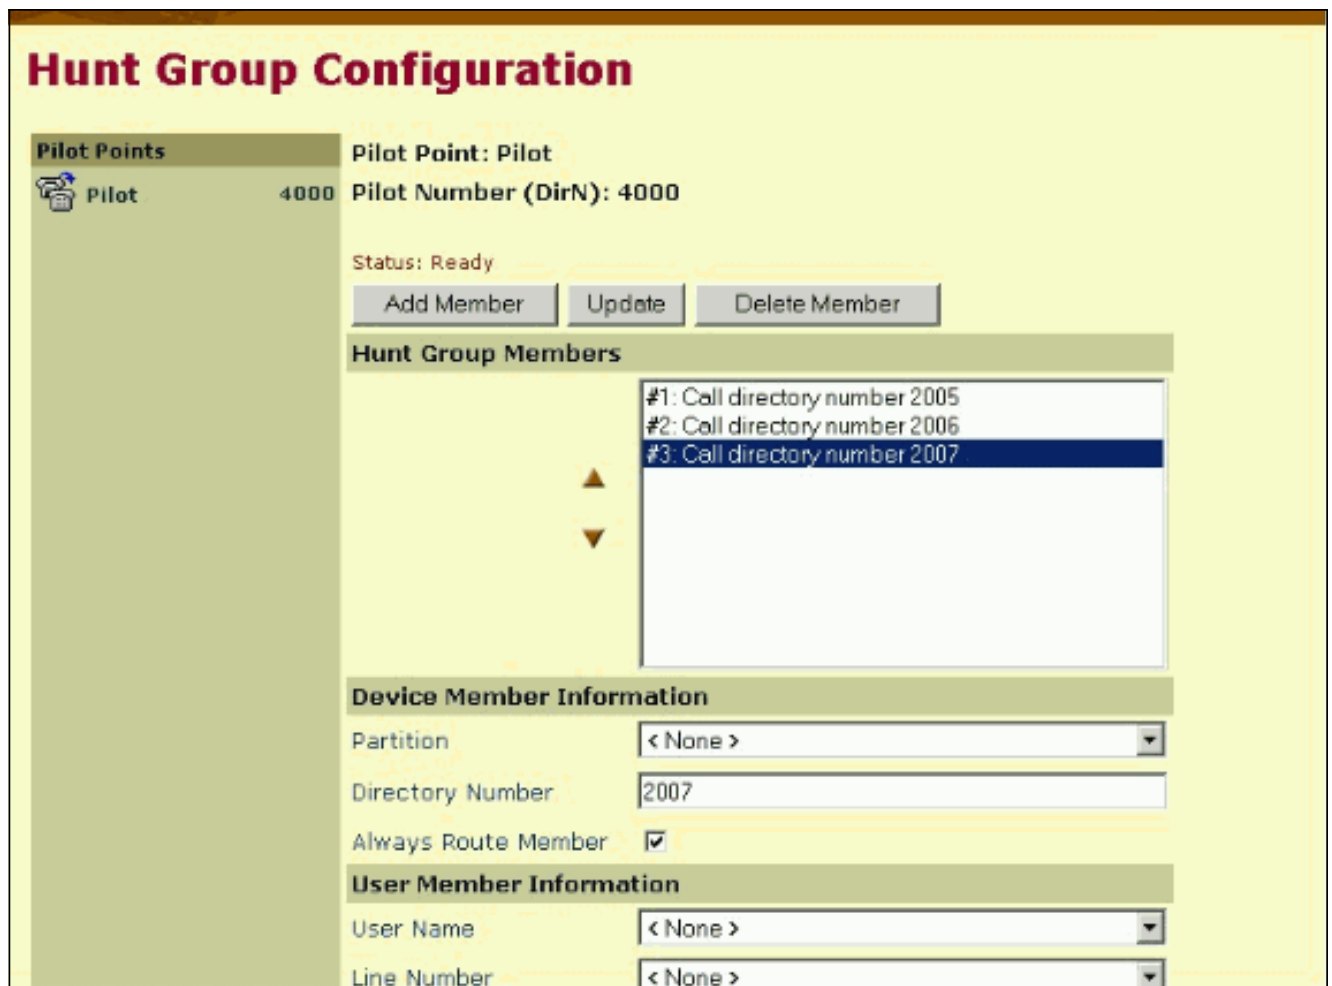 Hunt Group Configuration
Pilot Points
Pilot 4000
Pilot Point: Pilot
Pilot Number (DirN): 4000
Status: Ready
Add Member Update Delete Member
Hunt Group Members
#1: Call directory number 2005
#2: Call directory number 2006
#3: Call directory number 2007
Device Member Information
Partition < None >
Directory Number 2007
Always Route Member
User Member Information
User Name < None >
Line Number < None >